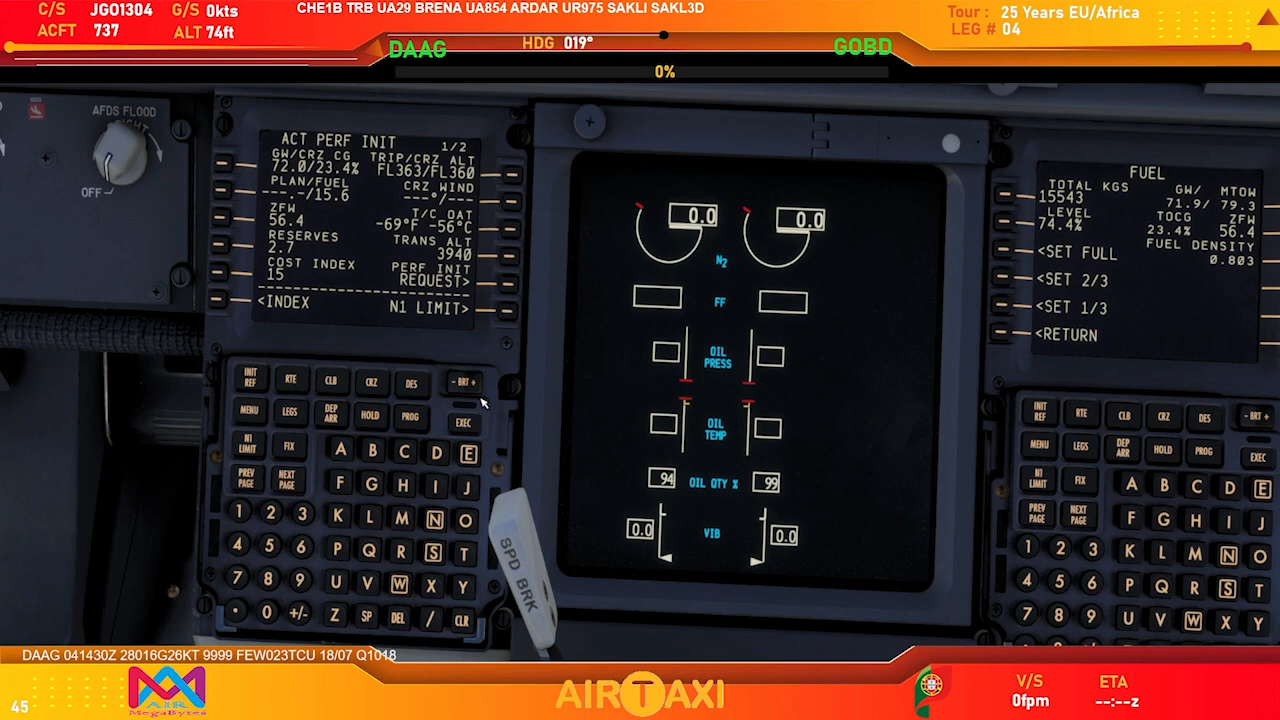 C/S JGO1304 G/S 0kts
ACFT 737 ALT 74ft
CHE1B TRB UA29 BRENA UA854 ARDAR UR975 SAKLI SAKL3D
DAAG HDG 019° GOBD
0%
Tour : 25 Years EU/Africa
LEG # 04
AFDS FLOOD
OFF
ACT PERF INIT 1/2
GW/CRZ CG TRIP/CRZ ALT
72.0/23.4% FL363/FL360
PLAN/FUEL CRZ WIND
---.-/15.6 ---°/---
ZFW T/C OAT
56.4 -69°F -56°C
RESERVES TRANS ALT
2.7 3940
COST INDEX PERF INIT
15 REQUEST>
<INDEX N1 LIMIT>
0.0 0.0
N2
FF
OIL
PRESS
OIL
TEMP
94 OIL QTY % 99
0.0 VIB 0.0
FUEL
TOTAL KGS GW/ MTOW
15543 71.9/ 79.3
LEVEL TOCG ZFW
74.4% 23.4% 56.4
<SET FULL FUEL DENSITY
0.803
<SET 2/3
<SET 1/3
<RETURN
INIT REF RTE CLB CRZ DES - BRT +
MENU LEGS DEP ARR HOLD PROG EXEC
N1 LIMIT FIX A B C D E
PREV PAGE NEXT PAGE F G H I J
1 2 3 K L M N O
4 5 6 P Q R S T
7 8 9 U V W X Y
. 0 +/- Z SP DEL / CLR
SPD BRK
INIT REF RTE CLB CRZ DES - BRT +
MENU LEGS DEP ARR HOLD PROG EXEC
N1 LIMIT FIX A B C D E
PREV PAGE NEXT PAGE F G H I J
1 2 3 K L M N O
4 5 6 P Q R S T
7 8 9 U V W X Y
DAAG 041430Z 28016G26KT 9999 FEW023TCU 18/07 Q1018
45
AIR
MegaBytes
AIRTAXI
V/S
0fpm
ETA
--:--z